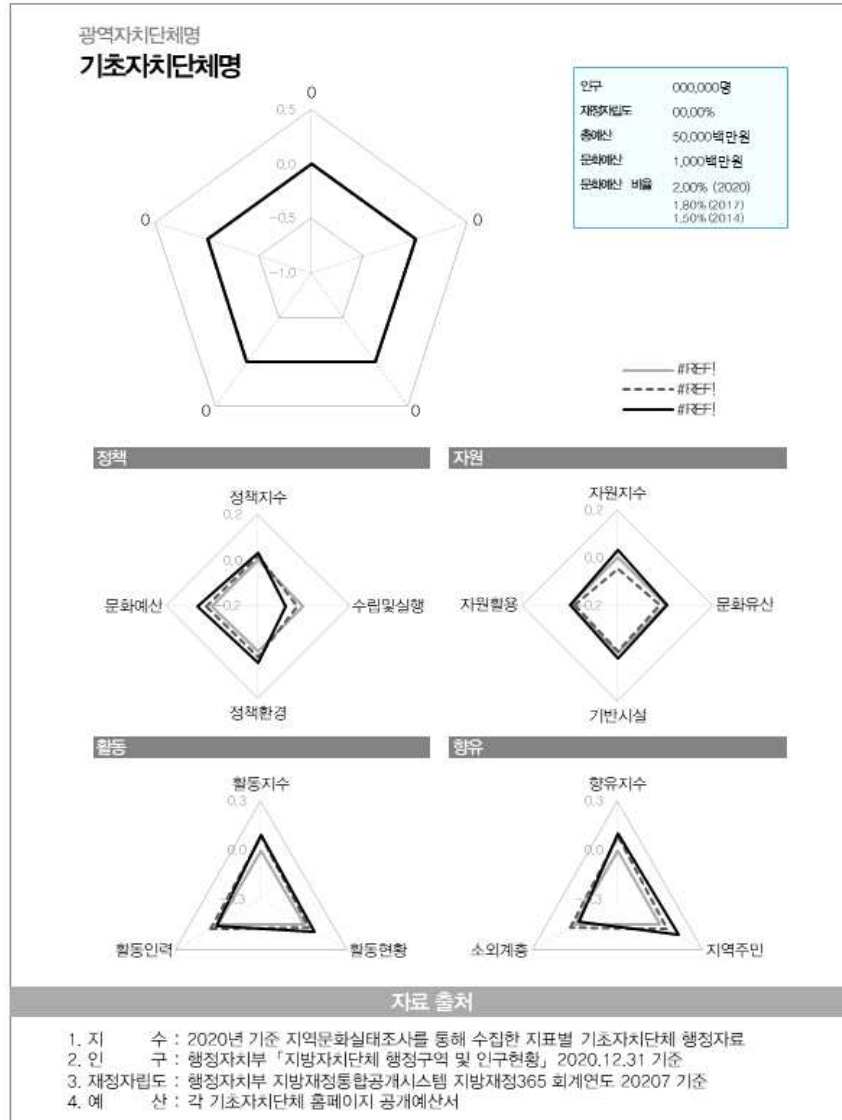 광역자치단체명
기초자치단체명
인구 000,000명
재정자립도 00.00%
총예산 50,000백만원
문화예산 1,000백만원
문화예산 비율 2.00% (2020)
1.80%(2017)
1.50%(2014)
0
0.5
0.0
-0.5
-1.0
0
0
0
0
#REF!
#REF!
#REF!
정책
자원
정책지수
0.2
0.0
-0.2
문화예산
수립및실행
정책환경
자원지수
0.2
0.0
-0.2
자원활용
문화유산
기반시설
활동
향유
활동지수
0.3
0.0
-0.3
활동인력
활동현황
향유지수
0.3
0.0
-0.3
소외계층
지역주민
자료 출처
1. 지 수 : 2020년 기준 지역문화실태조사를 통해 수집한 지표별 기초자치단체 행정자료
2. 인 구 : 행정자치부 「지방자치단체 행정구역 및 인구현황」 2020.12.31 기준
3. 재정자립도 : 행정자치부 지방재정통합공개시스템 지방재정365 회계연도 20207 기준
4. 예 산 : 각 기초자치단체 홈페이지 공개예산서